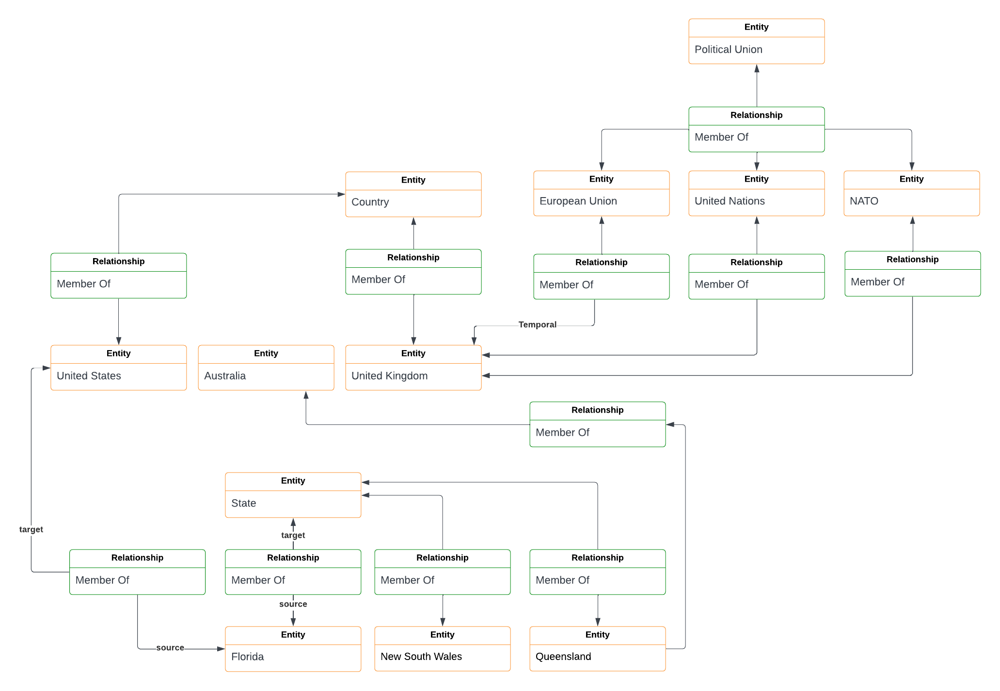 Entity
Political Union
Relationship
Member Of
Entity
Country
Entity
European Union
Entity
United Nations
Entity
NATO
Relationship
Member Of
Relationship
Member Of
Relationship
Member Of
Relationship
Member Of
Relationship
Member Of
Temporal
Entity
United States
Entity
Australia
Entity
United Kingdom
Relationship
Member Of
Entity
State
target
target
Relationship
Member Of
Relationship
Member Of
Relationship
Member Of
Relationship
Member Of
source
source
Entity
Florida
Entity
New South Wales
Entity
Queensland